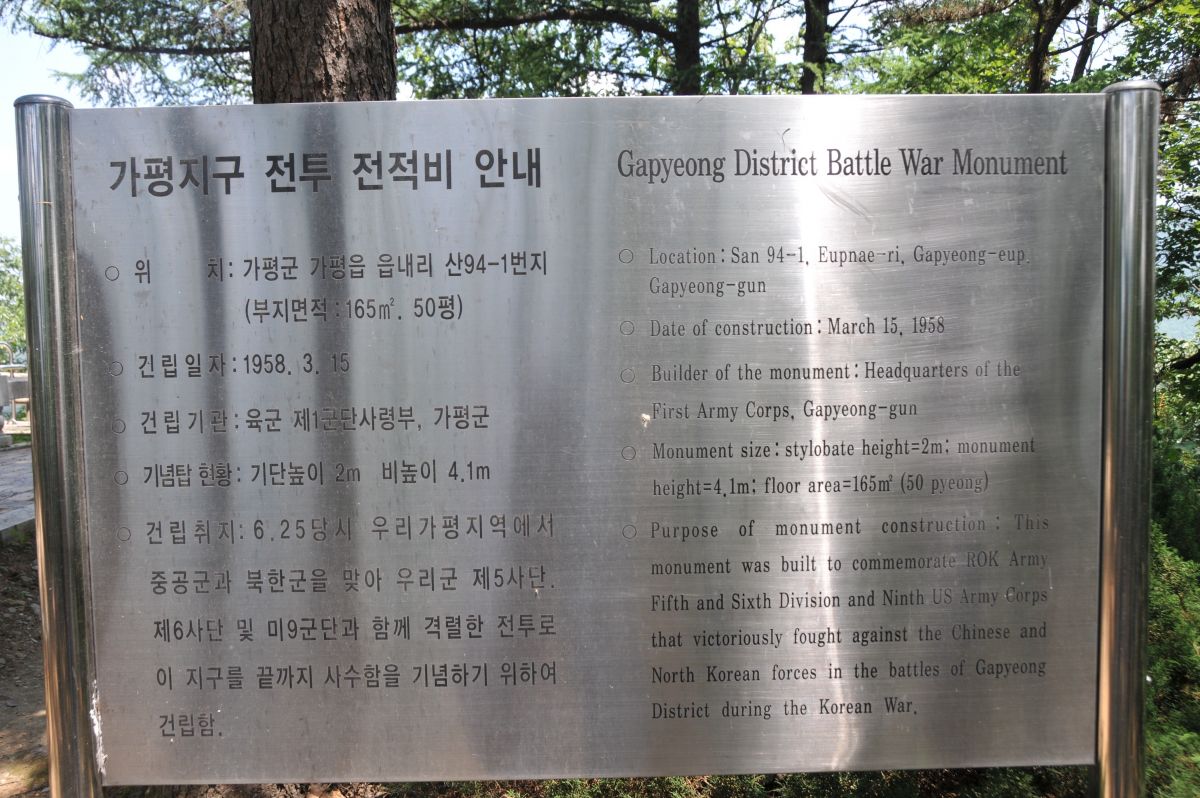 가평지구 전투 전적비 안내
○ 위 치: 가평군 가평읍 읍내리 산94-1번지
(부지면적:165㎡. 50평)
○ 건립일자:1958. 3. 15
○ 건립기관: 육군 제1군단사령부, 가평군
○ 기념탑 현황: 기단높이 2m 비높이 4.1m
○ 건립취지: 6.25당시 우리가평지역에서
중공군과 북한군을 맞아 우리군 제5사단.
제6사단 및 미9군단과 함께 격렬한 전투로
이 지구를 끝까지 사수함을 기념하기 위하여
건립함.
Gapyeong District Battle War Monument
○ Location: San 94-1, Eupnae-ri, Gapyeong-eup.
Gapyeong-gun
○ Date of construction: March 15, 1958
○ Builder of the monument: Headquarters of the
First Army Corps, Gapyeong-gun
○ Monument size: stylobate height=2m; monument
height=4.1m; floor area=165㎡ (50 pyeong)
○ Purpose of monument construction: This
monument was built to commemorate ROK Army
Fifth and Sixth Division and Ninth US Army Corps
that victoriously fought against the Chinese and
North Korean forces in the battles of Gapyeong
District during the Korean War.